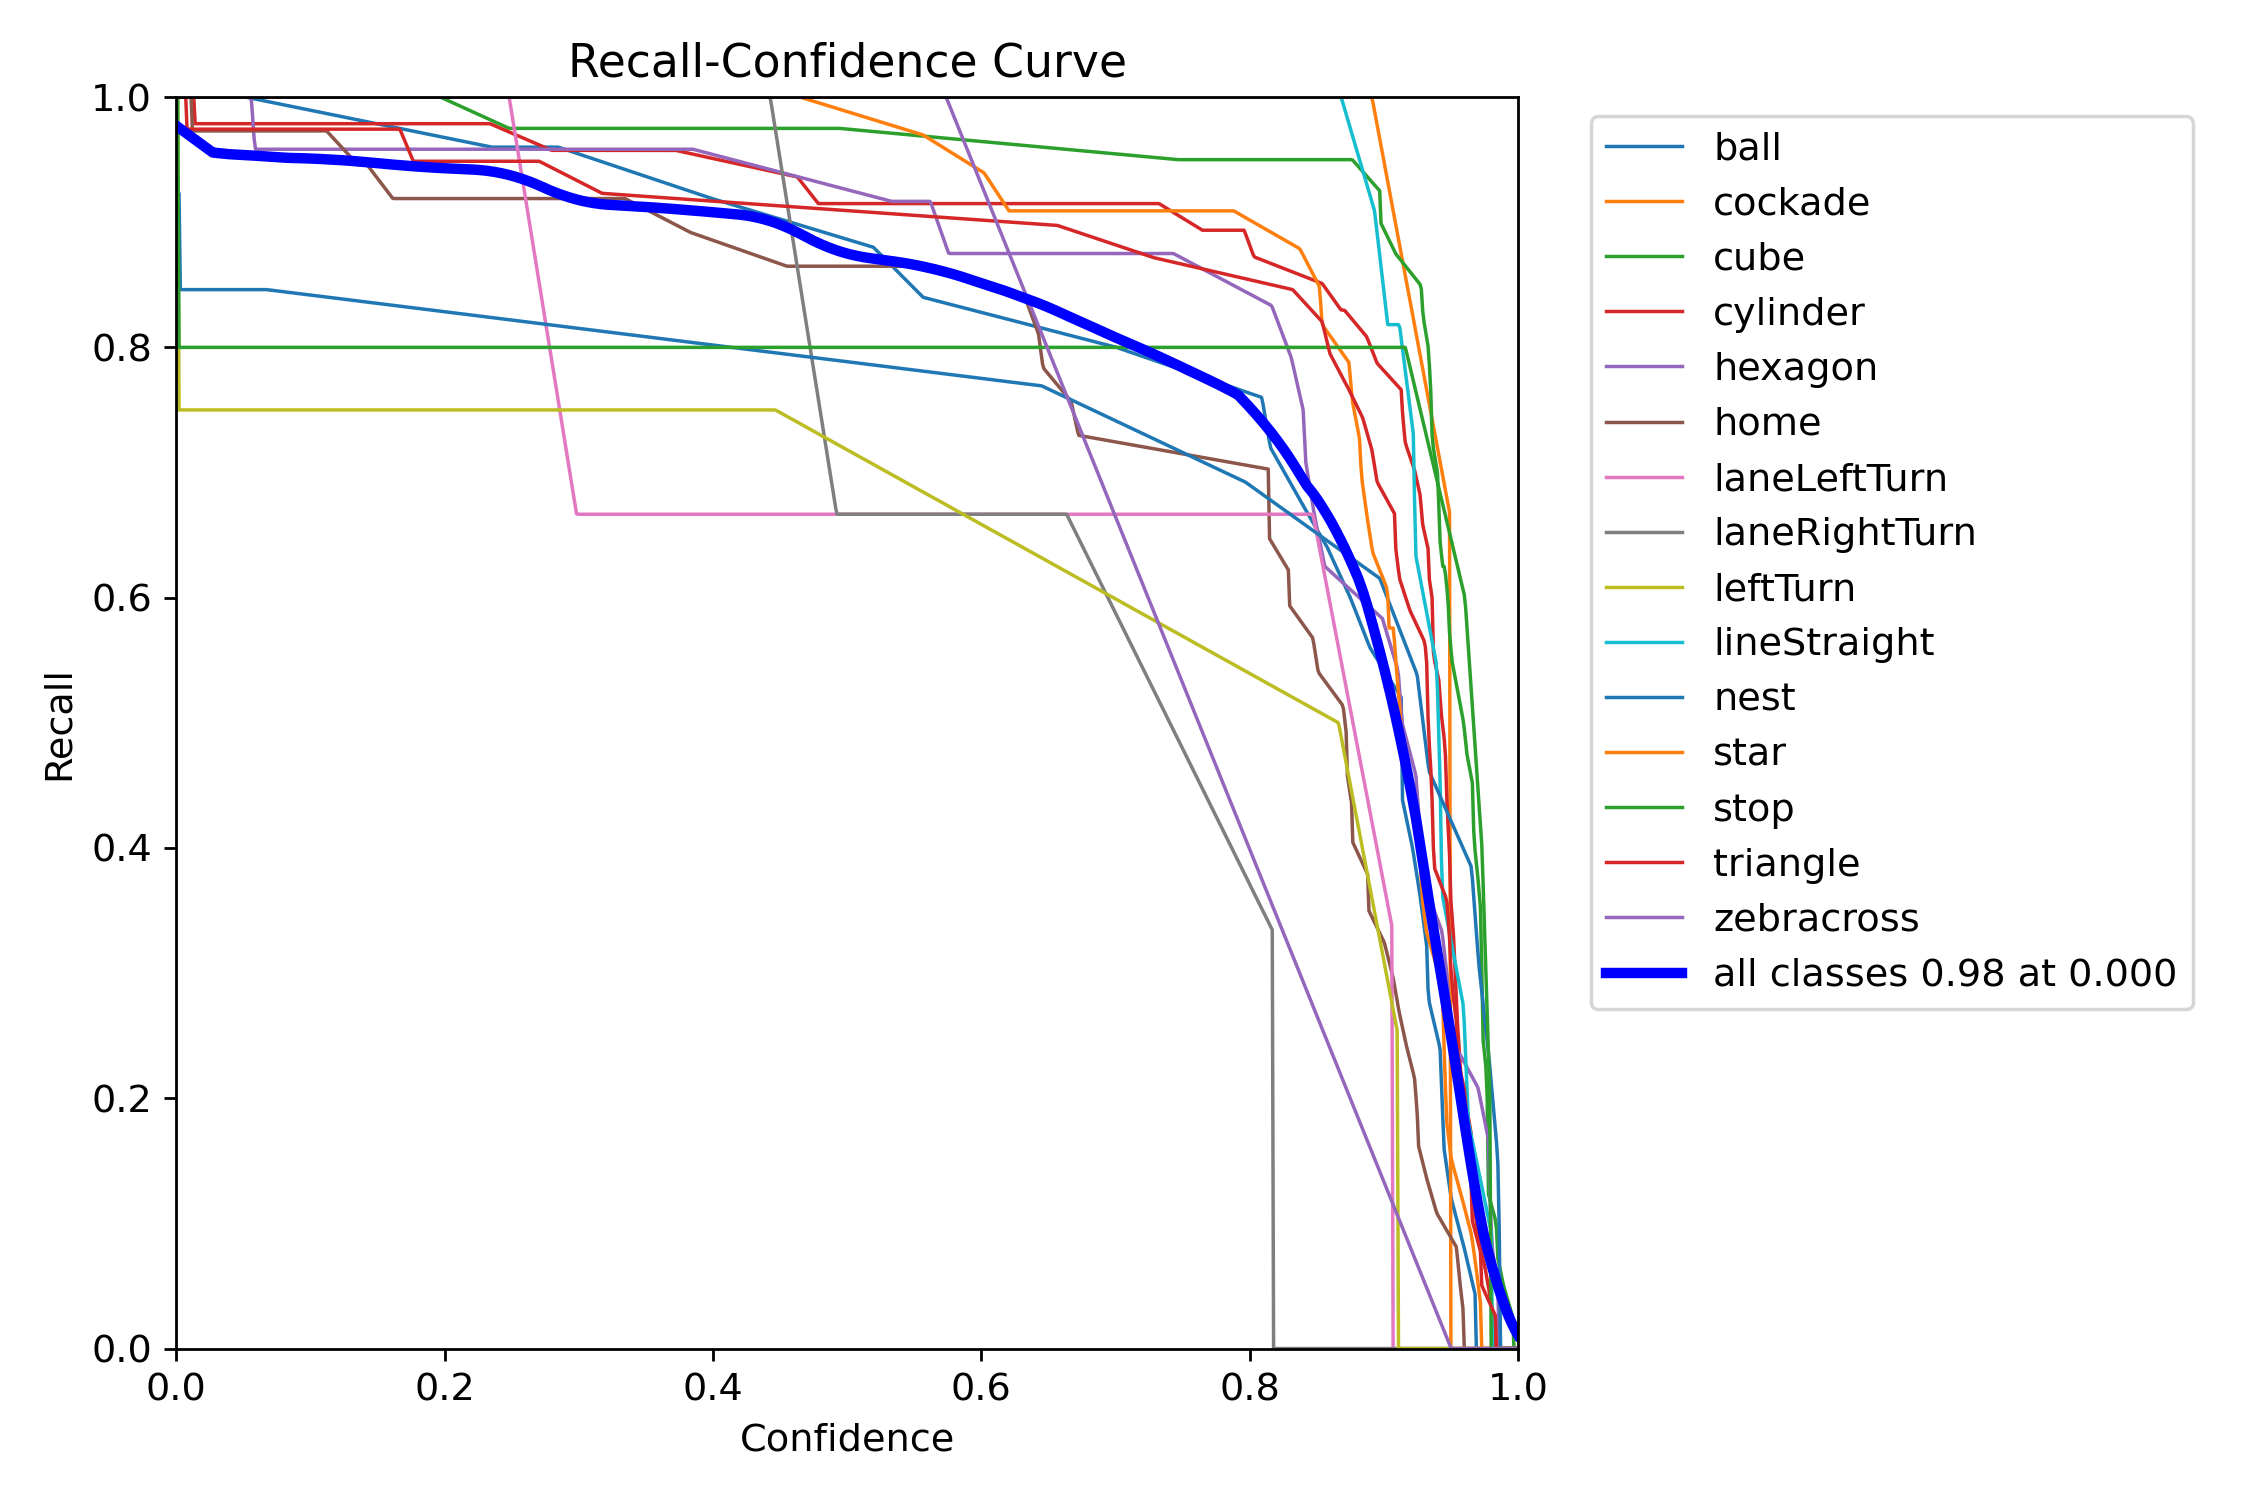 Recall-Confidence Curve
1.0
0.8
0.6
0.4
0.2
0.0
Recall
0.0 0.2 0.4 0.6 0.8 1.0
Confidence
ball
cockade
cube
cylinder
hexagon
home
laneLeftTurn
laneRightTurn
leftTurn
lineStraight
nest
star
stop
triangle
zebracross
all classes 0.98 at 0.000